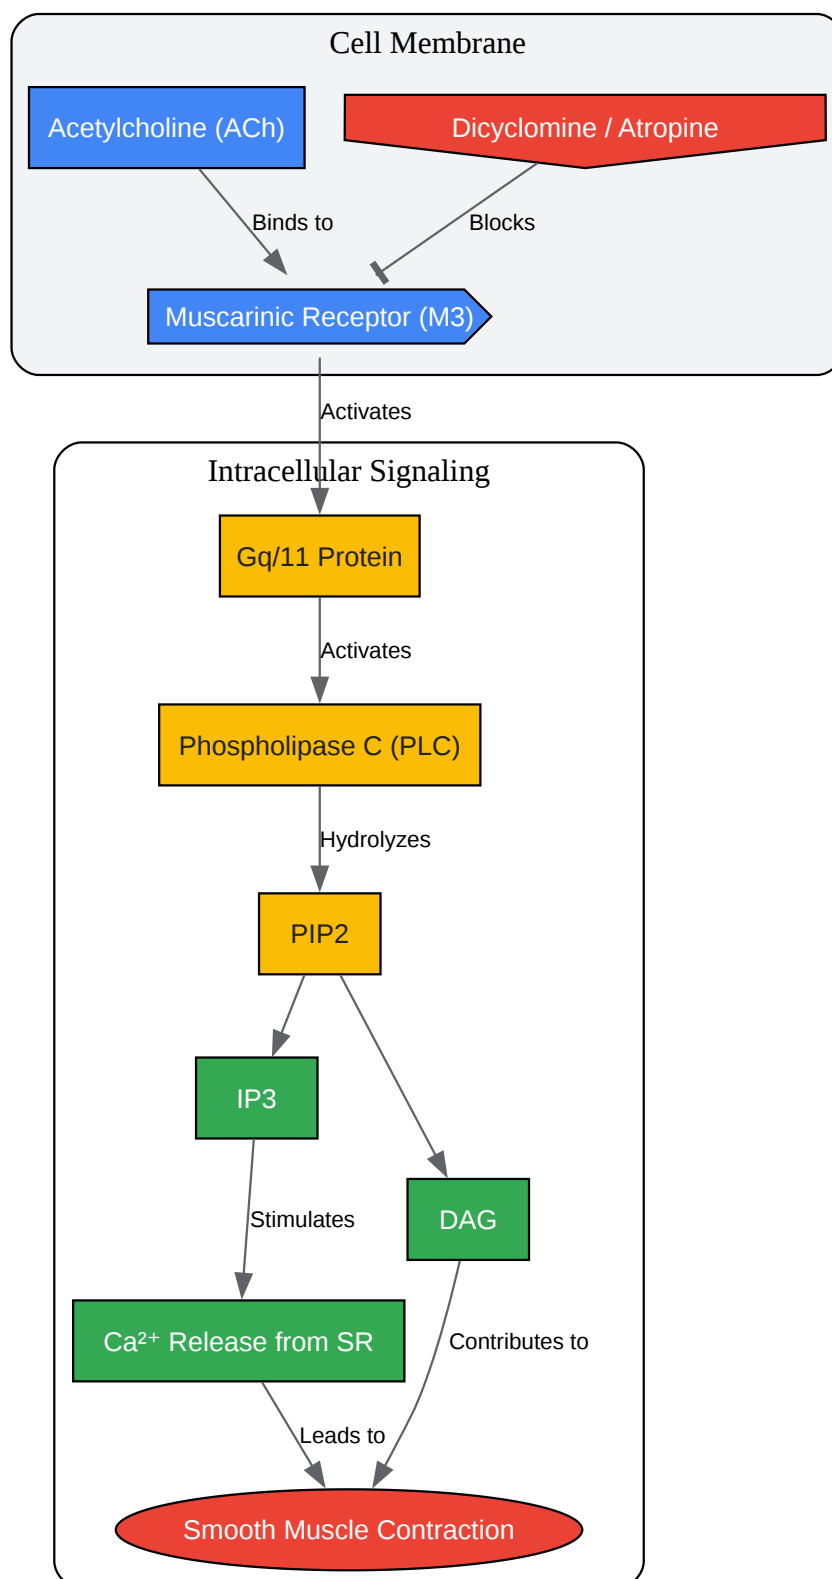 Cell Membrane
Acetylcholine (ACh)
Dicyclomine / Atropine
Binds to
Blocks
Muscarinic Receptor (M3)
Activates
Intracellular Signaling
Gq/11 Protein
Activates
Phospholipase C (PLC)
Hydrolyzes
PIP2
IP3
DAG
Stimulates
Ca²⁺ Release from SR
Contributes to
Leads to
Smooth Muscle Contraction